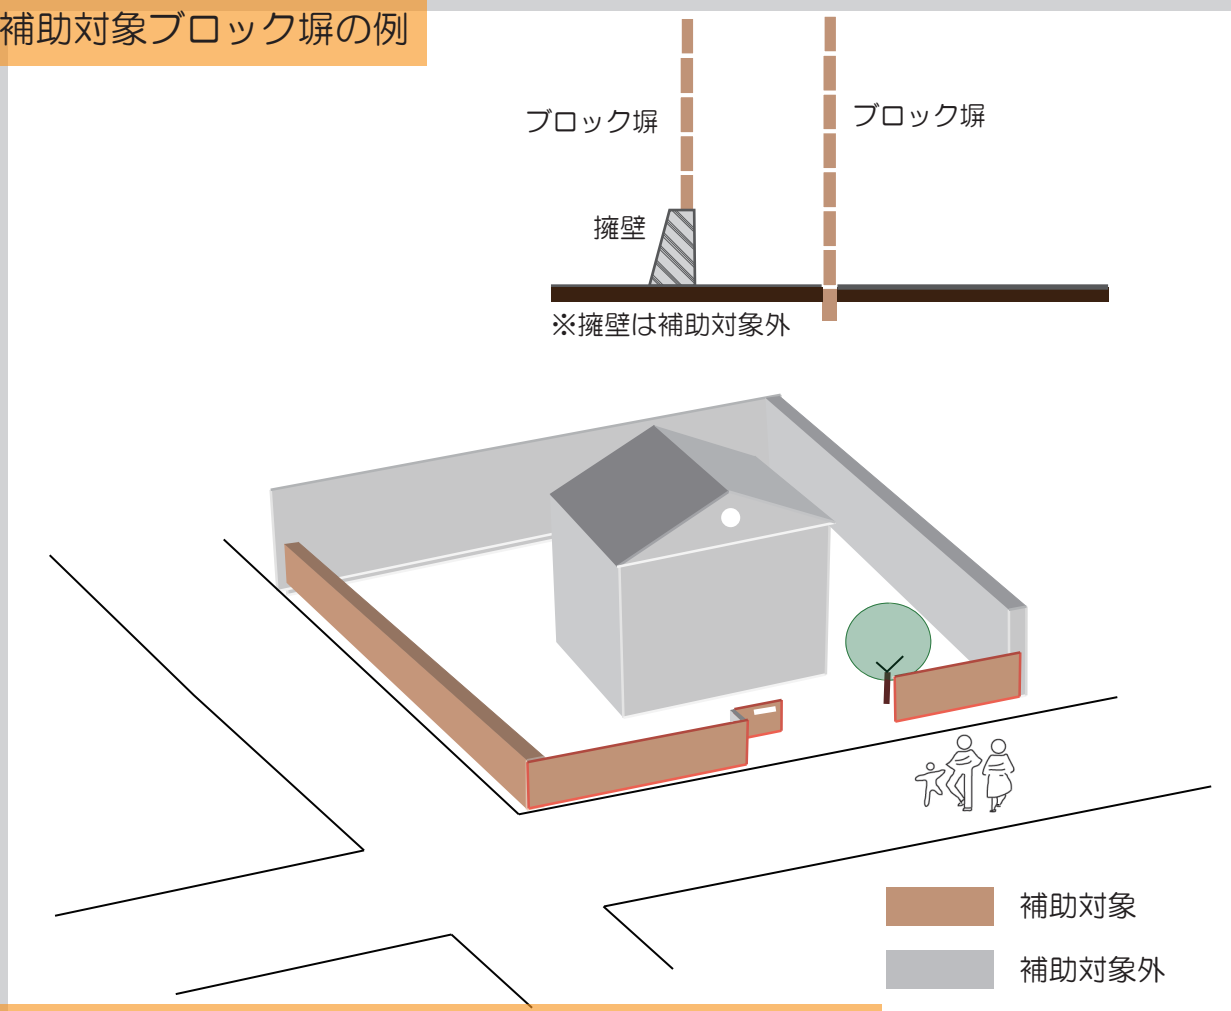 補助対象ブロック塀の例
ブロック塀
ブロック塀
擁壁
※擁壁は補助対象外
補助対象
補助対象外